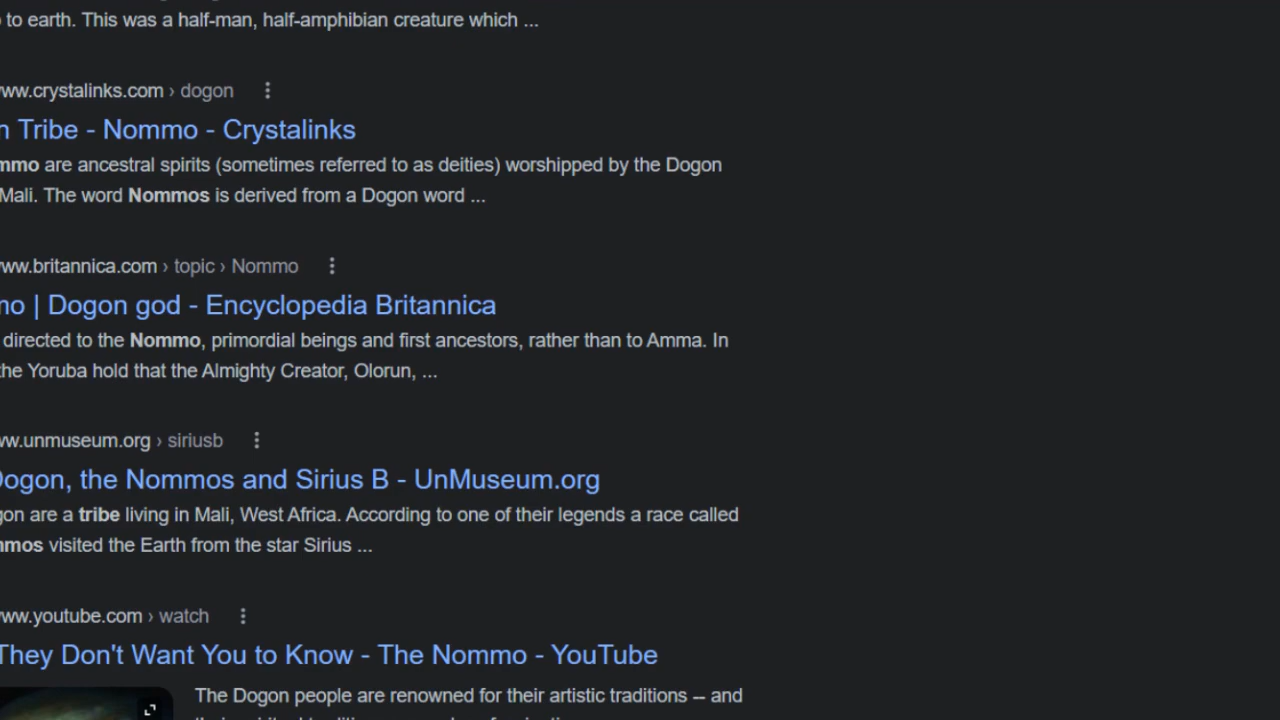 to earth. This was a half-man, half-amphibian creature which ...
www.crystalinks.com › dogon
Tribe - Nommo - Crystalinks
are ancestral spirits (sometimes referred to as deities) worshipped by the Dogon
Mali. The word Nommos is derived from a Dogon word ...
www.britannica.com › topic › Nommo
mo | Dogon god - Encyclopedia Britannica
directed to the Nommo, primordial beings and first ancestors, rather than to Amma. In
the Yoruba hold that the Almighty Creator, Olorun, ...
ww.unmuseum.org › siriusb
Dogon, the Nommos and Sirius B - UnMuseum.org
gon are a tribe living in Mali, West Africa. According to one of their legends a race called
mmos visited the Earth from the star Sirius ...
www.youtube.com › watch
They Don't Want You to Know - The Nommo - YouTube
The Dogon people are renowned for their artistic traditions -- and